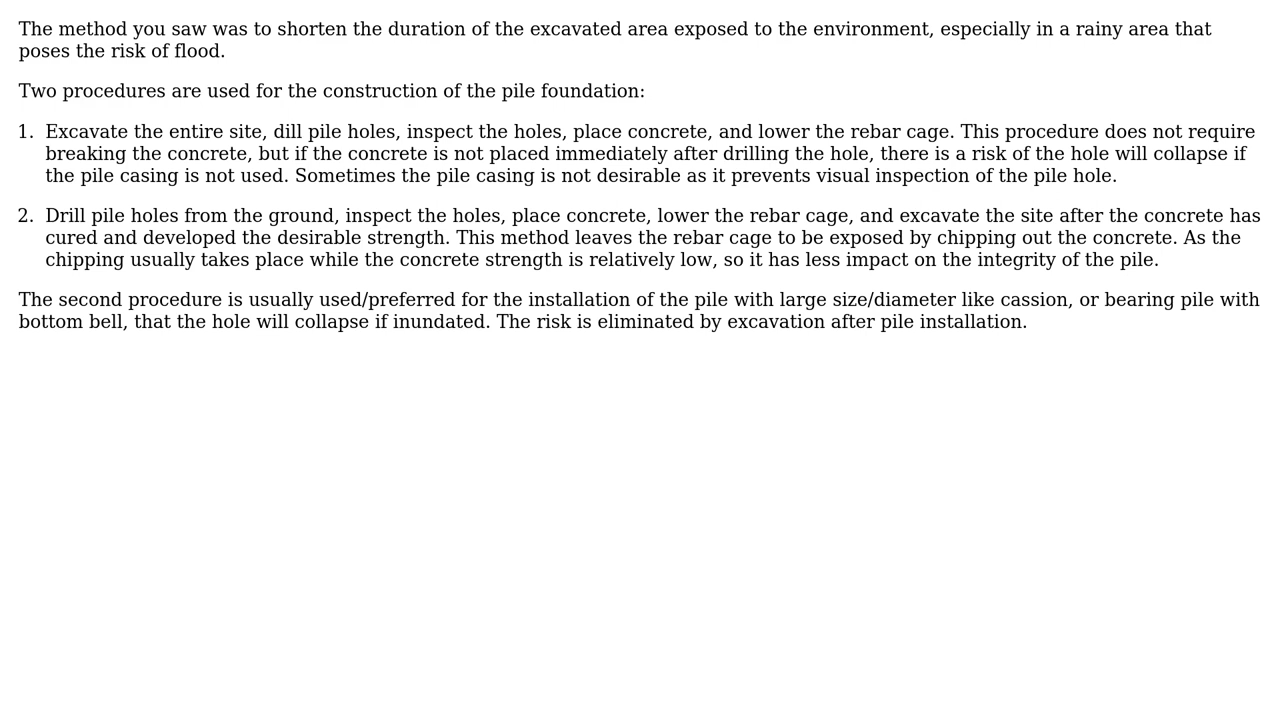 The method you saw was to shorten the duration of the excavated area exposed to the environment, especially in a rainy area that
poses the risk of flood.
Two procedures are used for the construction of the pile foundation:
1. Excavate the entire site, dill pile holes, inspect the holes, place concrete, and lower the rebar cage. This procedure does not require
breaking the concrete, but if the concrete is not placed immediately after drilling the hole, there is a risk of the hole will collapse if
the pile casing is not used. Sometimes the pile casing is not desirable as it prevents visual inspection of the pile hole.
2. Drill pile holes from the ground, inspect the holes, place concrete, lower the rebar cage, and excavate the site after the concrete has
cured and developed the desirable strength. This method leaves the rebar cage to be exposed by chipping out the concrete. As the
chipping usually takes place while the concrete strength is relatively low, so it has less impact on the integrity of the pile.
The second procedure is usually used/preferred for the installation of the pile with large size/diameter like cassion, or bearing pile with
bottom bell, that the hole will collapse if inundated. The risk is eliminated by excavation after pile installation.